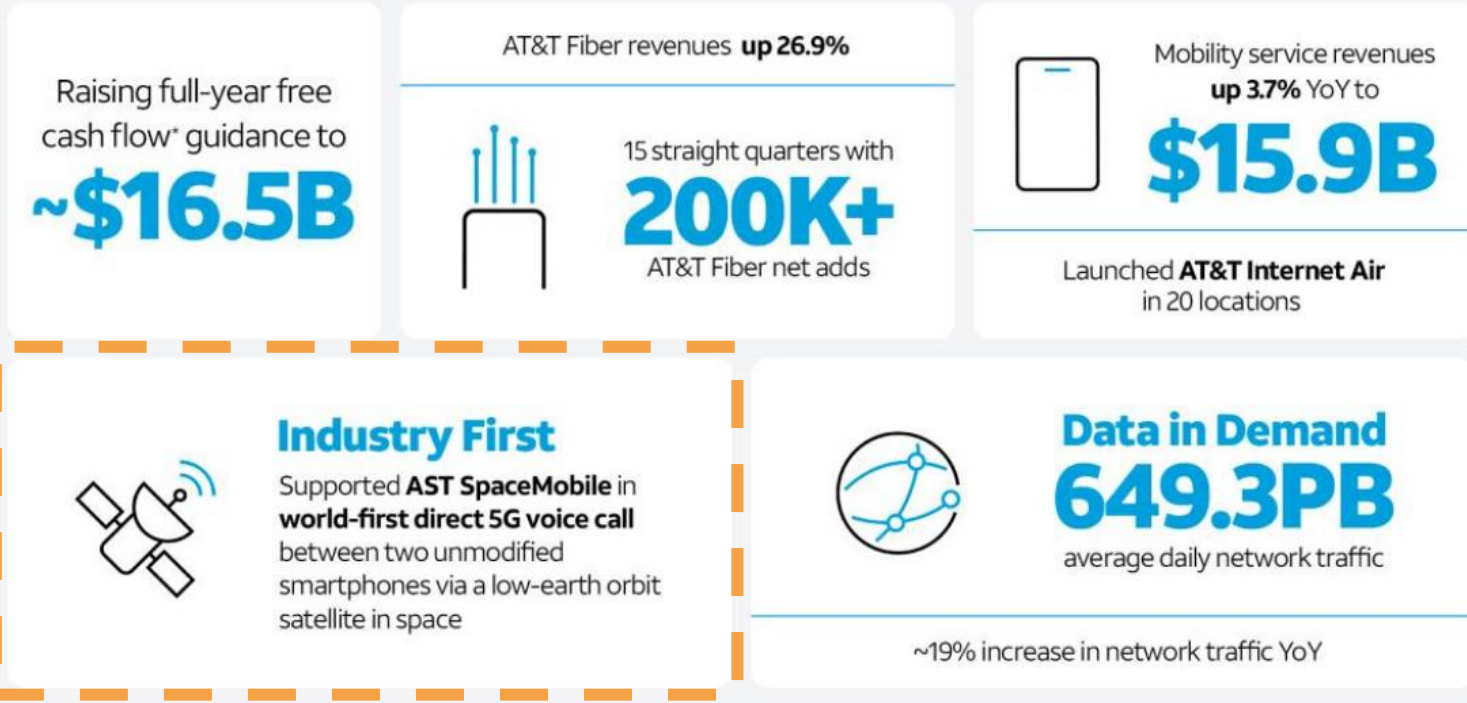 Raising full-year free
cash flow* guidance to
~$16.5B
AT&T Fiber revenues up 26.9%
15 straight quarters with
200K+
AT&T Fiber net adds
Mobility service revenues
up 3.7% YoY to
$15.9B
Launched AT&T Internet Air
in 20 locations
Industry First
Supported AST SpaceMobile in
world-first direct 5G voice call
between two unmodified
smartphones via a low-earth orbit
satellite in space
Data in Demand
649.3PB
average daily network traffic
~19% increase in network traffic YoY